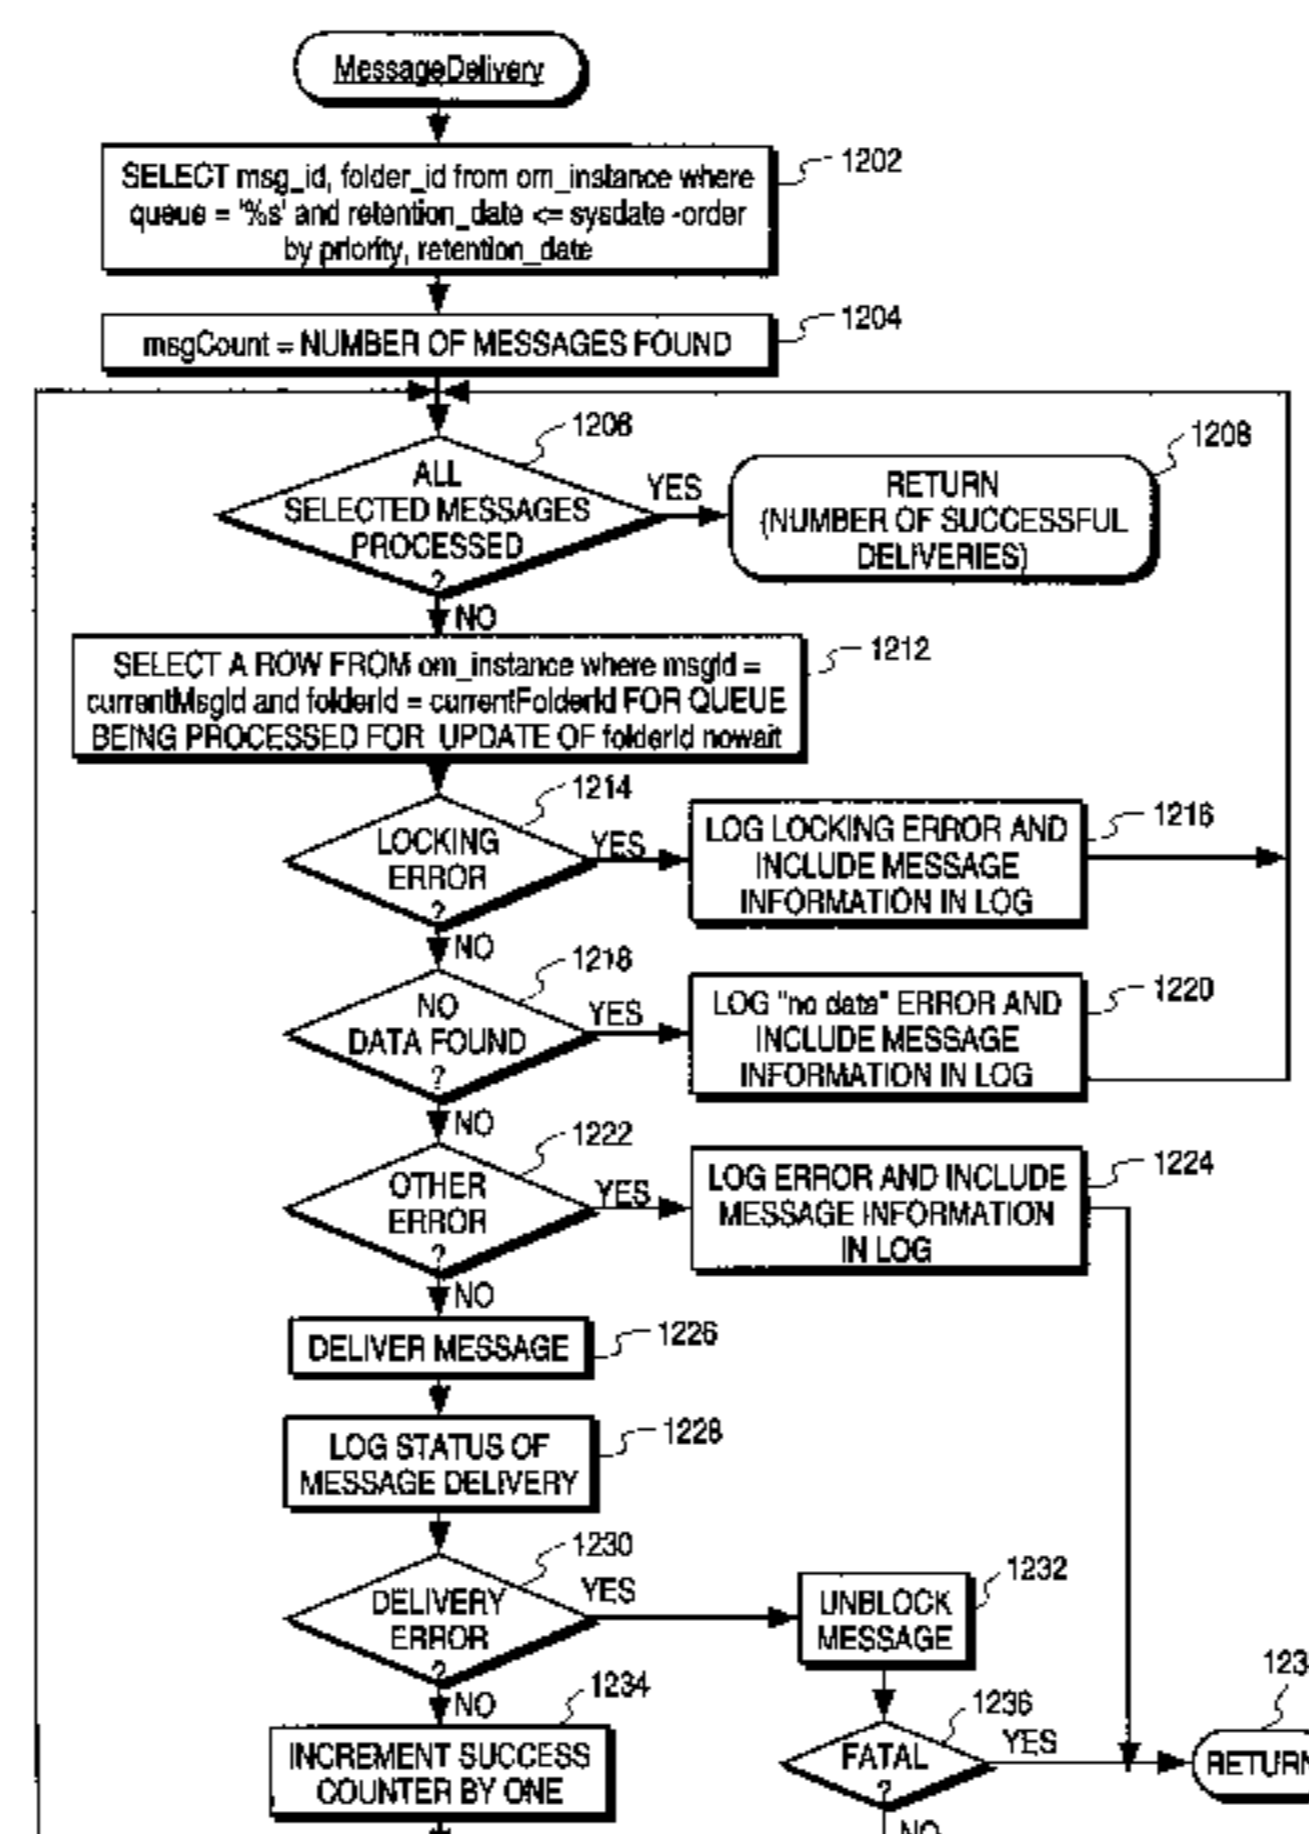 MessageDelivery
SELECT msg_id, folder_id from om_instance where
queue = '%s' and retention_date <= sysdate -order
by priority, retention_date
1202
msgCount = NUMBER OF MESSAGES FOUND
1204
1206
ALL
SELECTED MESSAGES
PROCESSED
?
YES
1208
RETURN
(NUMBER OF SUCCESSFUL
DELIVERIES)
NO
1212
SELECT A ROW FROM om_instance where msgId =
currentMsgId and folderId = currentFolderId FOR QUEUE
BEING PROCESSED FOR UPDATE OF folderId nowait
1214
LOCKING
ERROR
?
YES
LOG LOCKING ERROR AND
INCLUDE MESSAGE
INFORMATION IN LOG
1216
NO
1218
NO
DATA FOUND
?
YES
LOG "no data" ERROR AND
INCLUDE MESSAGE
INFORMATION IN LOG
1220
NO
1222
OTHER
ERROR
?
YES
LOG ERROR AND INCLUDE
MESSAGE INFORMATION
IN LOG
1224
NO
DELIVER MESSAGE
1226
LOG STATUS OF
MESSAGE DELIVERY
1228
1230
DELIVERY
ERROR
?
YES
UNBLOCK
MESSAGE
1232
NO
1234
INCREMENT SUCCESS
COUNTER BY ONE
1236
FATAL
?
YES
RETURN
NO